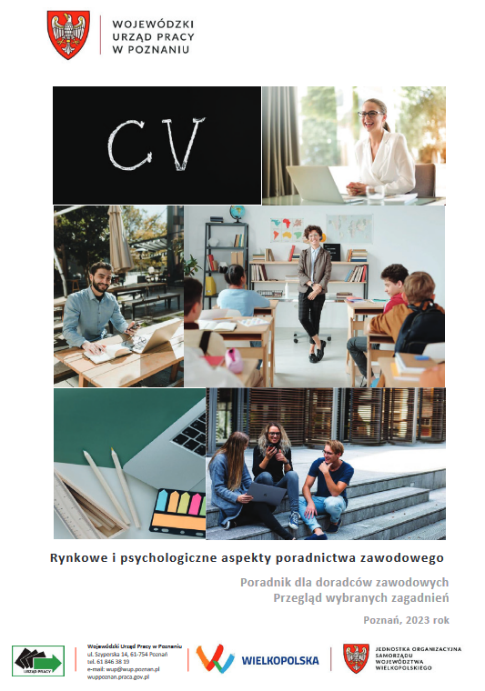 WOJEWÓDZKI
URZĄD PRACY
W POZNANIU
CV
Rynkowe i psychologiczne aspekty poradnictwa zawodowego
Poradnik dla doradców zawodowych
Przegląd wybranych zagadnień
Poznań, 2023 rok
URZĄD PRACY
Wojewódzki Urząd Pracy w Poznaniu
ul. Szyperska 14, 61-754 Poznań
tel. 61 846 38 19
e-mail: wup@wup.poznan.pl
wuppoznan.praca.gov.pl
WIELKOPOLSKA
JEDNOSTKA ORGANIZACYJNA
SAMORZĄDU
WOJEWÓDZTWA
WIELKOPOLSKIEGO